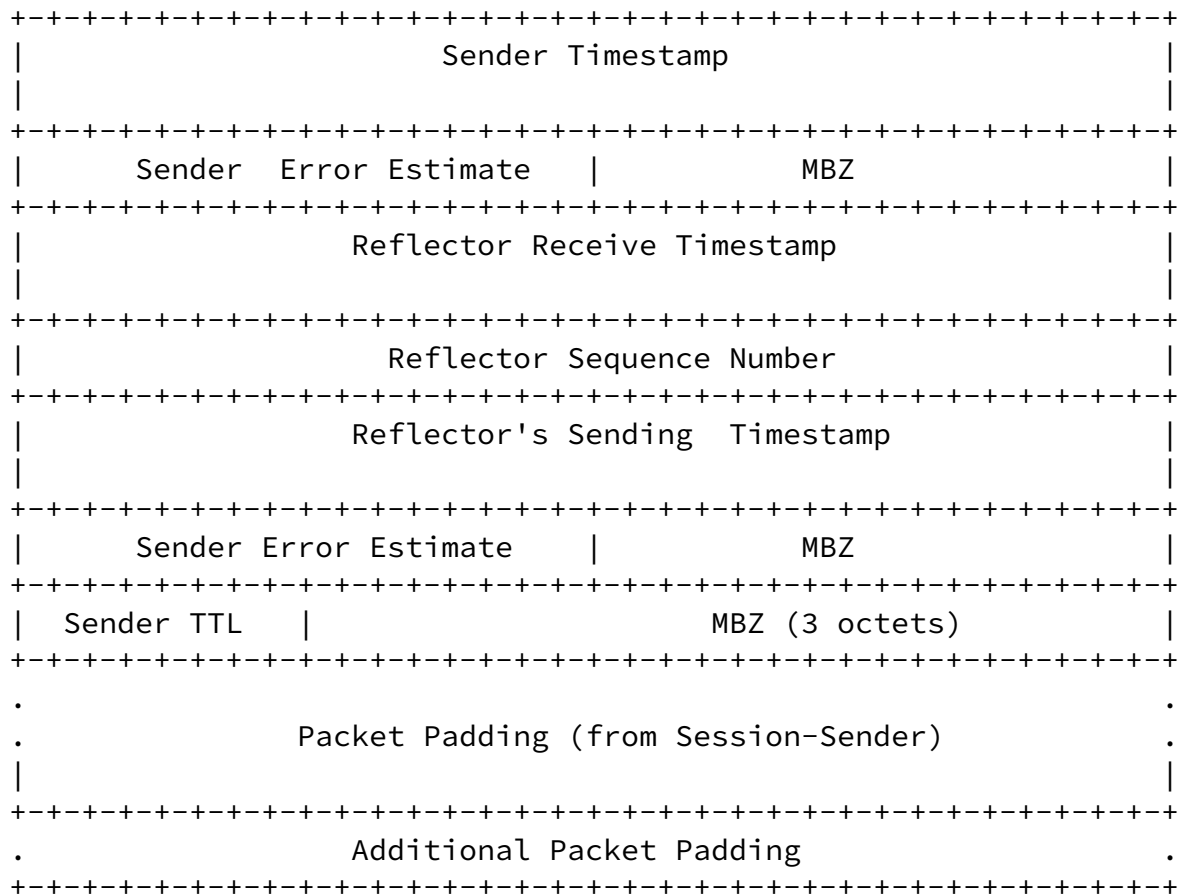 +-+-+-+-+-+-+-+-+-+-+-+-+-+-+-+-+-+-+-+-+-+-+-+-+-+-+-+-+-+-+-+-+
|                       Sender Timestamp                        |
|                                                               |
+-+-+-+-+-+-+-+-+-+-+-+-+-+-+-+-+-+-+-+-+-+-+-+-+-+-+-+-+-+-+-+-+
|      Sender  Error Estimate   |           MBZ                 |
+-+-+-+-+-+-+-+-+-+-+-+-+-+-+-+-+-+-+-+-+-+-+-+-+-+-+-+-+-+-+-+-+
|                  Reflector Receive Timestamp                  |
|                                                               |
+-+-+-+-+-+-+-+-+-+-+-+-+-+-+-+-+-+-+-+-+-+-+-+-+-+-+-+-+-+-+-+-+
|                    Reflector Sequence Number                  |
+-+-+-+-+-+-+-+-+-+-+-+-+-+-+-+-+-+-+-+-+-+-+-+-+-+-+-+-+-+-+-+-+
|                  Reflector's Sending  Timestamp               |
|                                                               |
+-+-+-+-+-+-+-+-+-+-+-+-+-+-+-+-+-+-+-+-+-+-+-+-+-+-+-+-+-+-+-+-+
|      Sender Error Estimate    |           MBZ                 |
+-+-+-+-+-+-+-+-+-+-+-+-+-+-+-+-+-+-+-+-+-+-+-+-+-+-+-+-+-+-+-+-+
|  Sender TTL   |                      MBZ (3 octets)           |
+-+-+-+-+-+-+-+-+-+-+-+-+-+-+-+-+-+-+-+-+-+-+-+-+-+-+-+-+-+-+-+-+
.                                                               .
.               Packet Padding (from Session-Sender)            .
|                                                               |
+-+-+-+-+-+-+-+-+-+-+-+-+-+-+-+-+-+-+-+-+-+-+-+-+-+-+-+-+-+-+-+-+
.                  Additional Packet Padding                    .
+-+-+-+-+-+-+-+-+-+-+-+-+-+-+-+-+-+-+-+-+-+-+-+-+-+-+-+-+-+-+-+-+